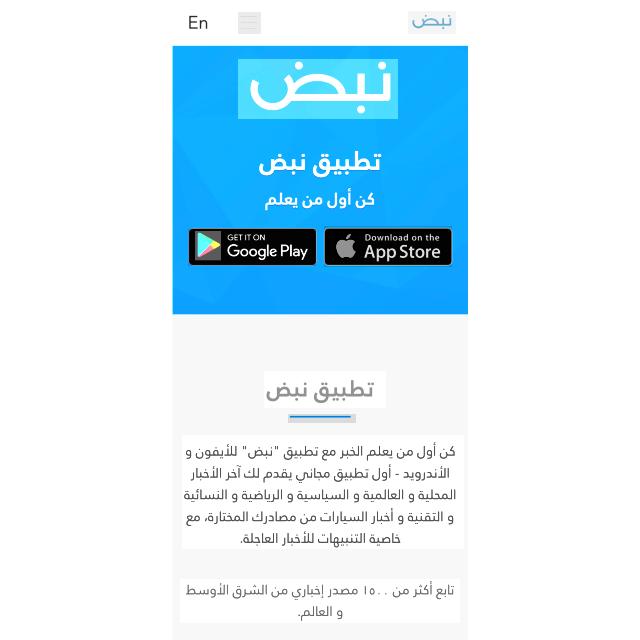 En
نبض
نبض
تطبيق نبض
كن أول من يعلم
GET IT ON
Google Play
Download on the
App Store
تطبيق نبض
كن أول من يعلم الخبر مع تطبيق "نبض" للأيفون و
الأندرويد - أول تطبيق مجاني يقدم لك آخر الأخبار
المحلية و العالمية و السياسية و الرياضية و النسائية
و التقنية و أخبار السيارات من مصادرك المختارة، مع
خاصية التنبيهات للأخبار العاجلة.
تابع أكثر من ١٥٠٠ مصدر إخباري من الشرق الأوسط
و العالم.